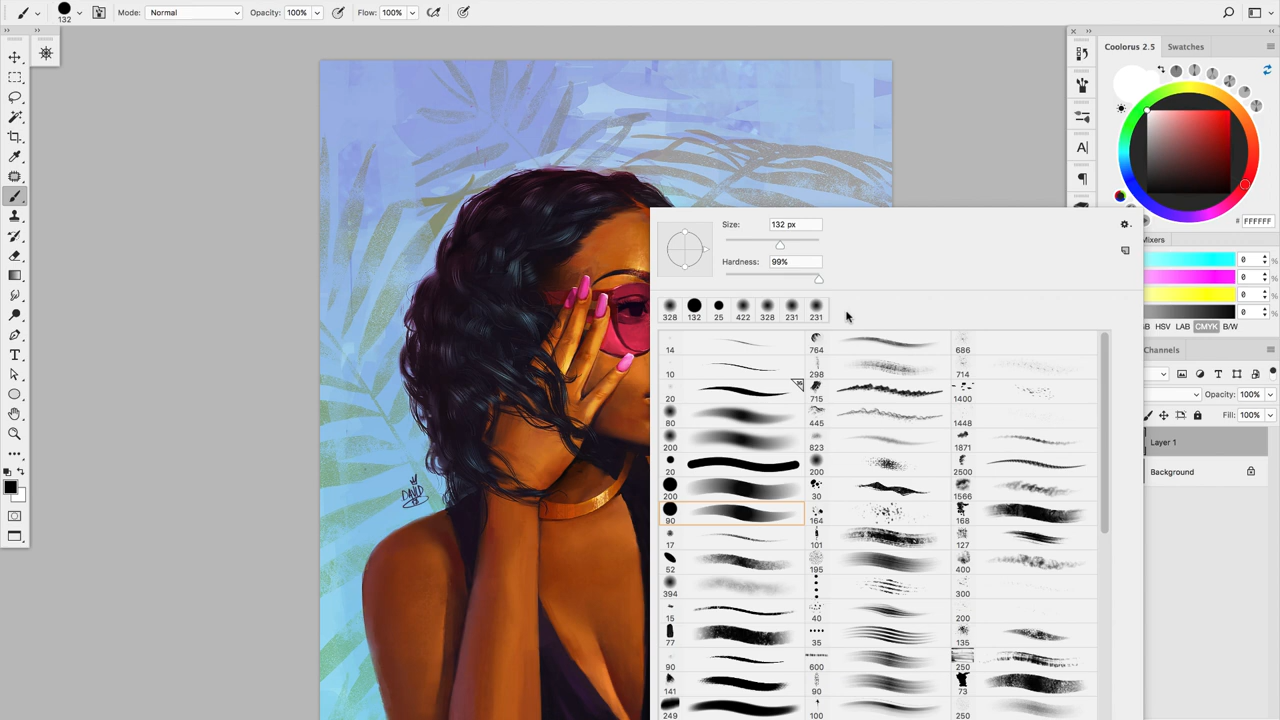 132
Mode: Normal
Opacity: 100%
Flow: 100%
Coolorus 2.5
Swatches
# FFFFFF
Mixers
0 %
0 %
0 %
0 %
HSV LAB CMYK B/W
Channels
Opacity: 100%
Fill: 100%
Layer 1
Background
Size: 132 px
Hardness: 99%
328 132 25 422 328 231 231
14 764 686
10 298 714
20 715 1400
80 445 1448
200 823 1871
20 200 2500
200 30 1566
90 164 168
17 101 127
52 195 400
394 300
15 40 200
77 35 135
90 600 250
141 90 73
249 100 250
DAVID
A
T